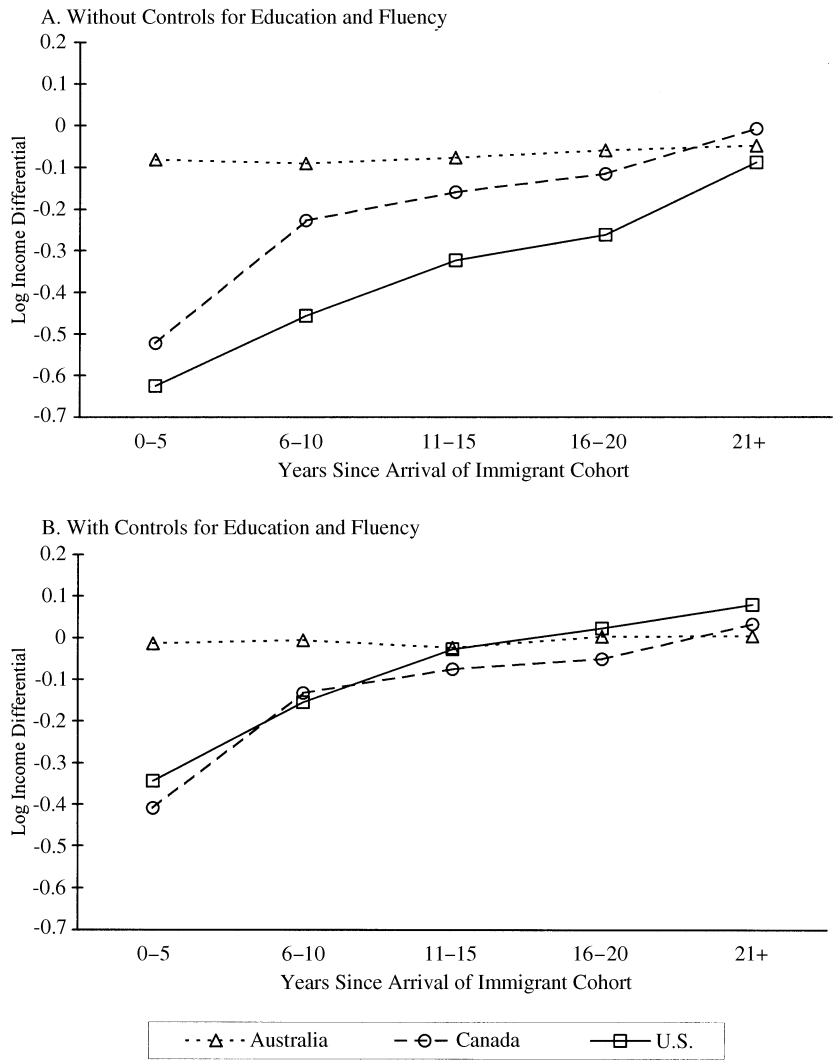 A. Without Controls for Education and Fluency
0.2
0.1
0
-0.1
-0.2
-0.3
-0.4
-0.5
-0.6
-0.7
Log Income Differential
0–5 6–10 11–15 16–20 21+
Years Since Arrival of Immigrant Cohort
B. With Controls for Education and Fluency
0.2
0.1
0
-0.1
-0.2
-0.3
-0.4
-0.5
-0.6
-0.7
Log Income Differential
0–5 6–10 11–15 16–20 21+
Years Since Arrival of Immigrant Cohort
Australia Canada U.S.